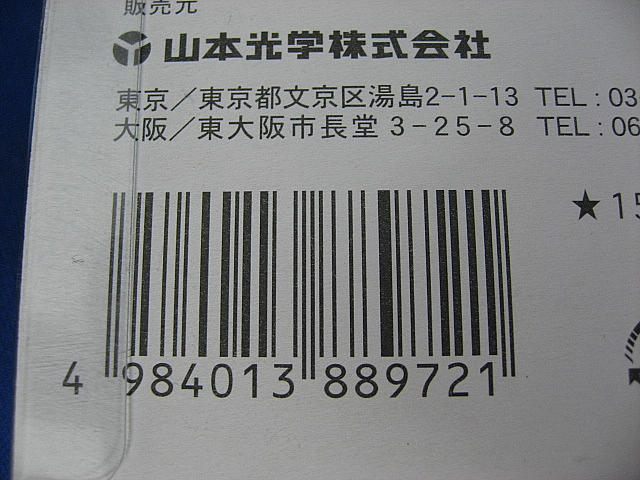 販売元
山本光学株式会社
東京／東京都文京区湯島2-1-13 TEL：03
大阪／東大阪市長堂3-25-8 TEL：06
★15
4 984013 889721